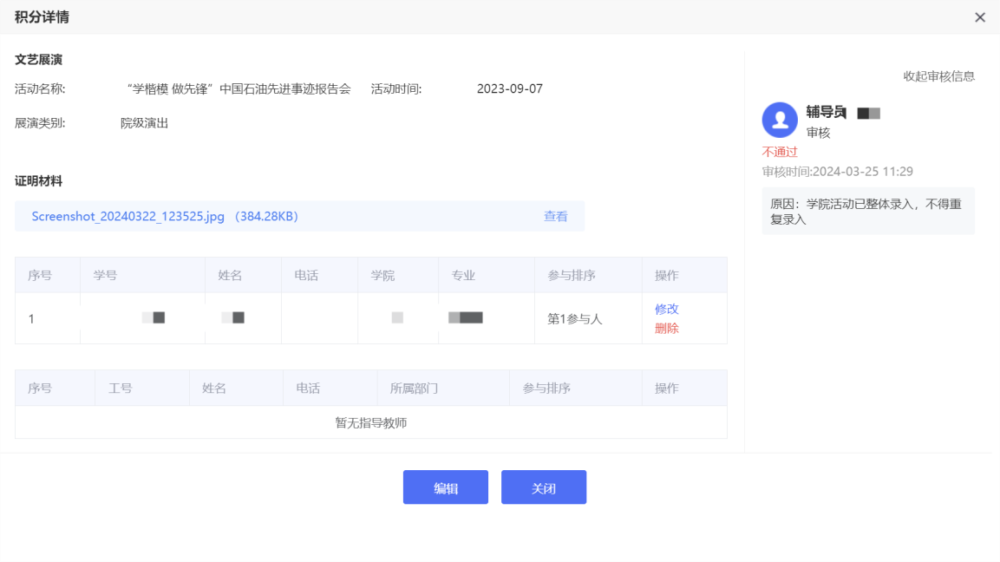 积分详情
文艺展演
活动名称: “学楷模 做先锋”中国石油先进事迹报告会 活动时间: 2023-09-07
展演类别: 院级演出
证明材料
Screenshot_20240322_123525.jpg （384.28KB） 查看
序号 学号 姓名 电话 学院 专业 参与排序 操作
1 第1参与人 修改
删除
序号 工号 姓名 电话 所属部门 参与排序 操作
暂无指导教师
收起审核信息
辅导员
审核
不通过
审核时间:2024-03-25 11:29
原因：学院活动已整体录入，不得重
复录入
编辑 关闭